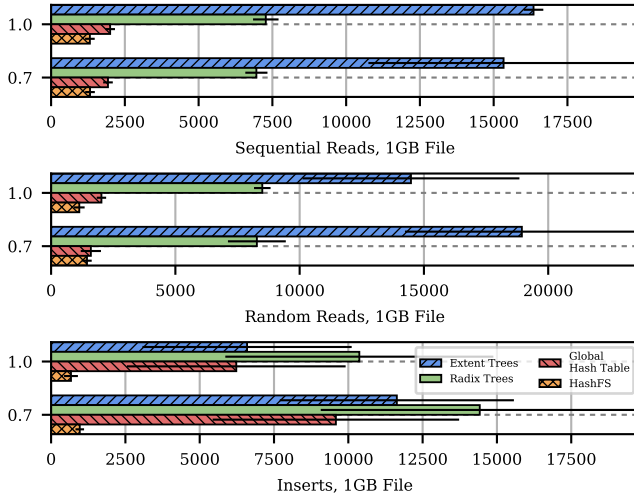 1.0
0.7
0 2500 5000 7500 10000 12500 15000 17500
Sequential Reads, 1GB File
1.0
0.7
0 5000 10000 15000 20000
Random Reads, 1GB File
1.0
0.7
Extent Trees
Radix Trees
Global
Hash Table
HashFS
0 2500 5000 7500 10000 12500 15000 17500
Inserts, 1GB File